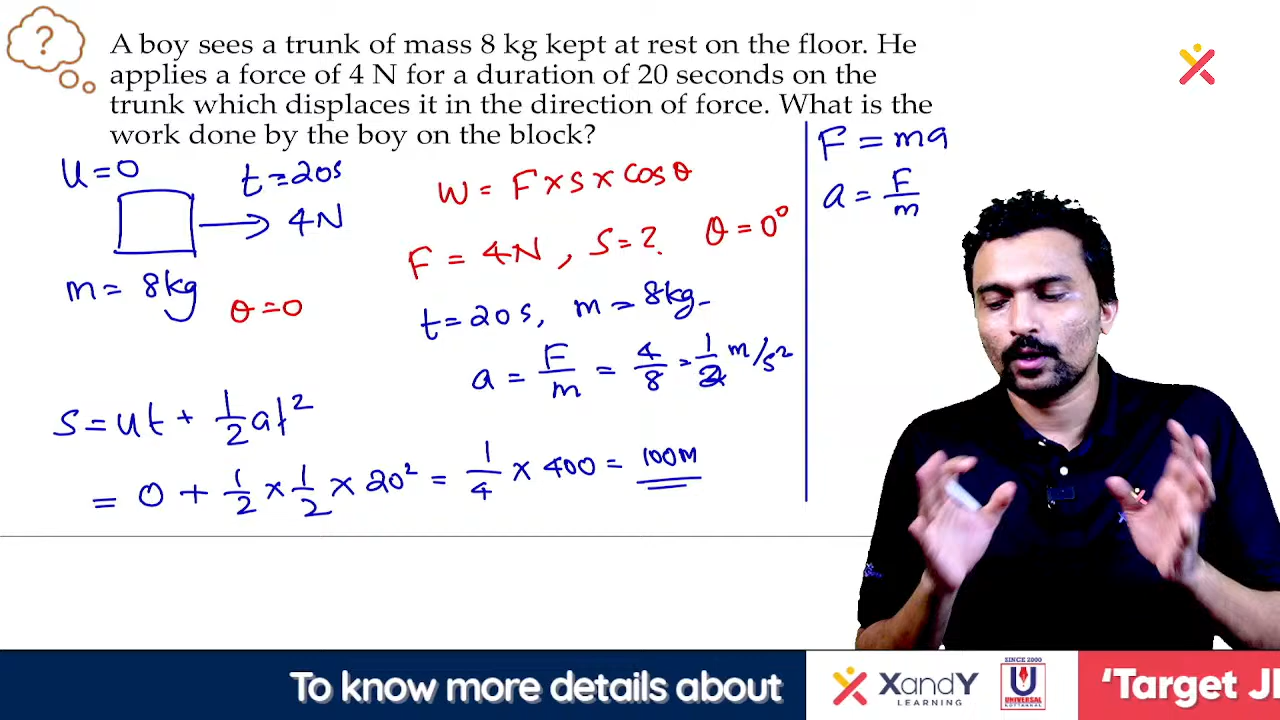 ?
A boy sees a trunk of mass 8 kg kept at rest on the floor. He
applies a force of 4 N for a duration of 20 seconds on the
trunk which displaces it in the direction of force. What is the
work done by the boy on the block?
u = 0
t = 20s
4N
m = 8kg
θ = 0
W = F × s × cos θ
F = 4N , S = ? θ = 0°
t = 20s, m = 8kg
a = F/m = 4/8 = 1/2 m/s²
S = ut + 1/2 at²
= 0 + 1/2 × 1/2 × 20² = 1/4 × 400 = 100M
F = ma
a = F/m
To know more details about
XandY
LEARNING
SINCE 2000
U
UNIVERSAL
KOTTAKKAL
'Target J